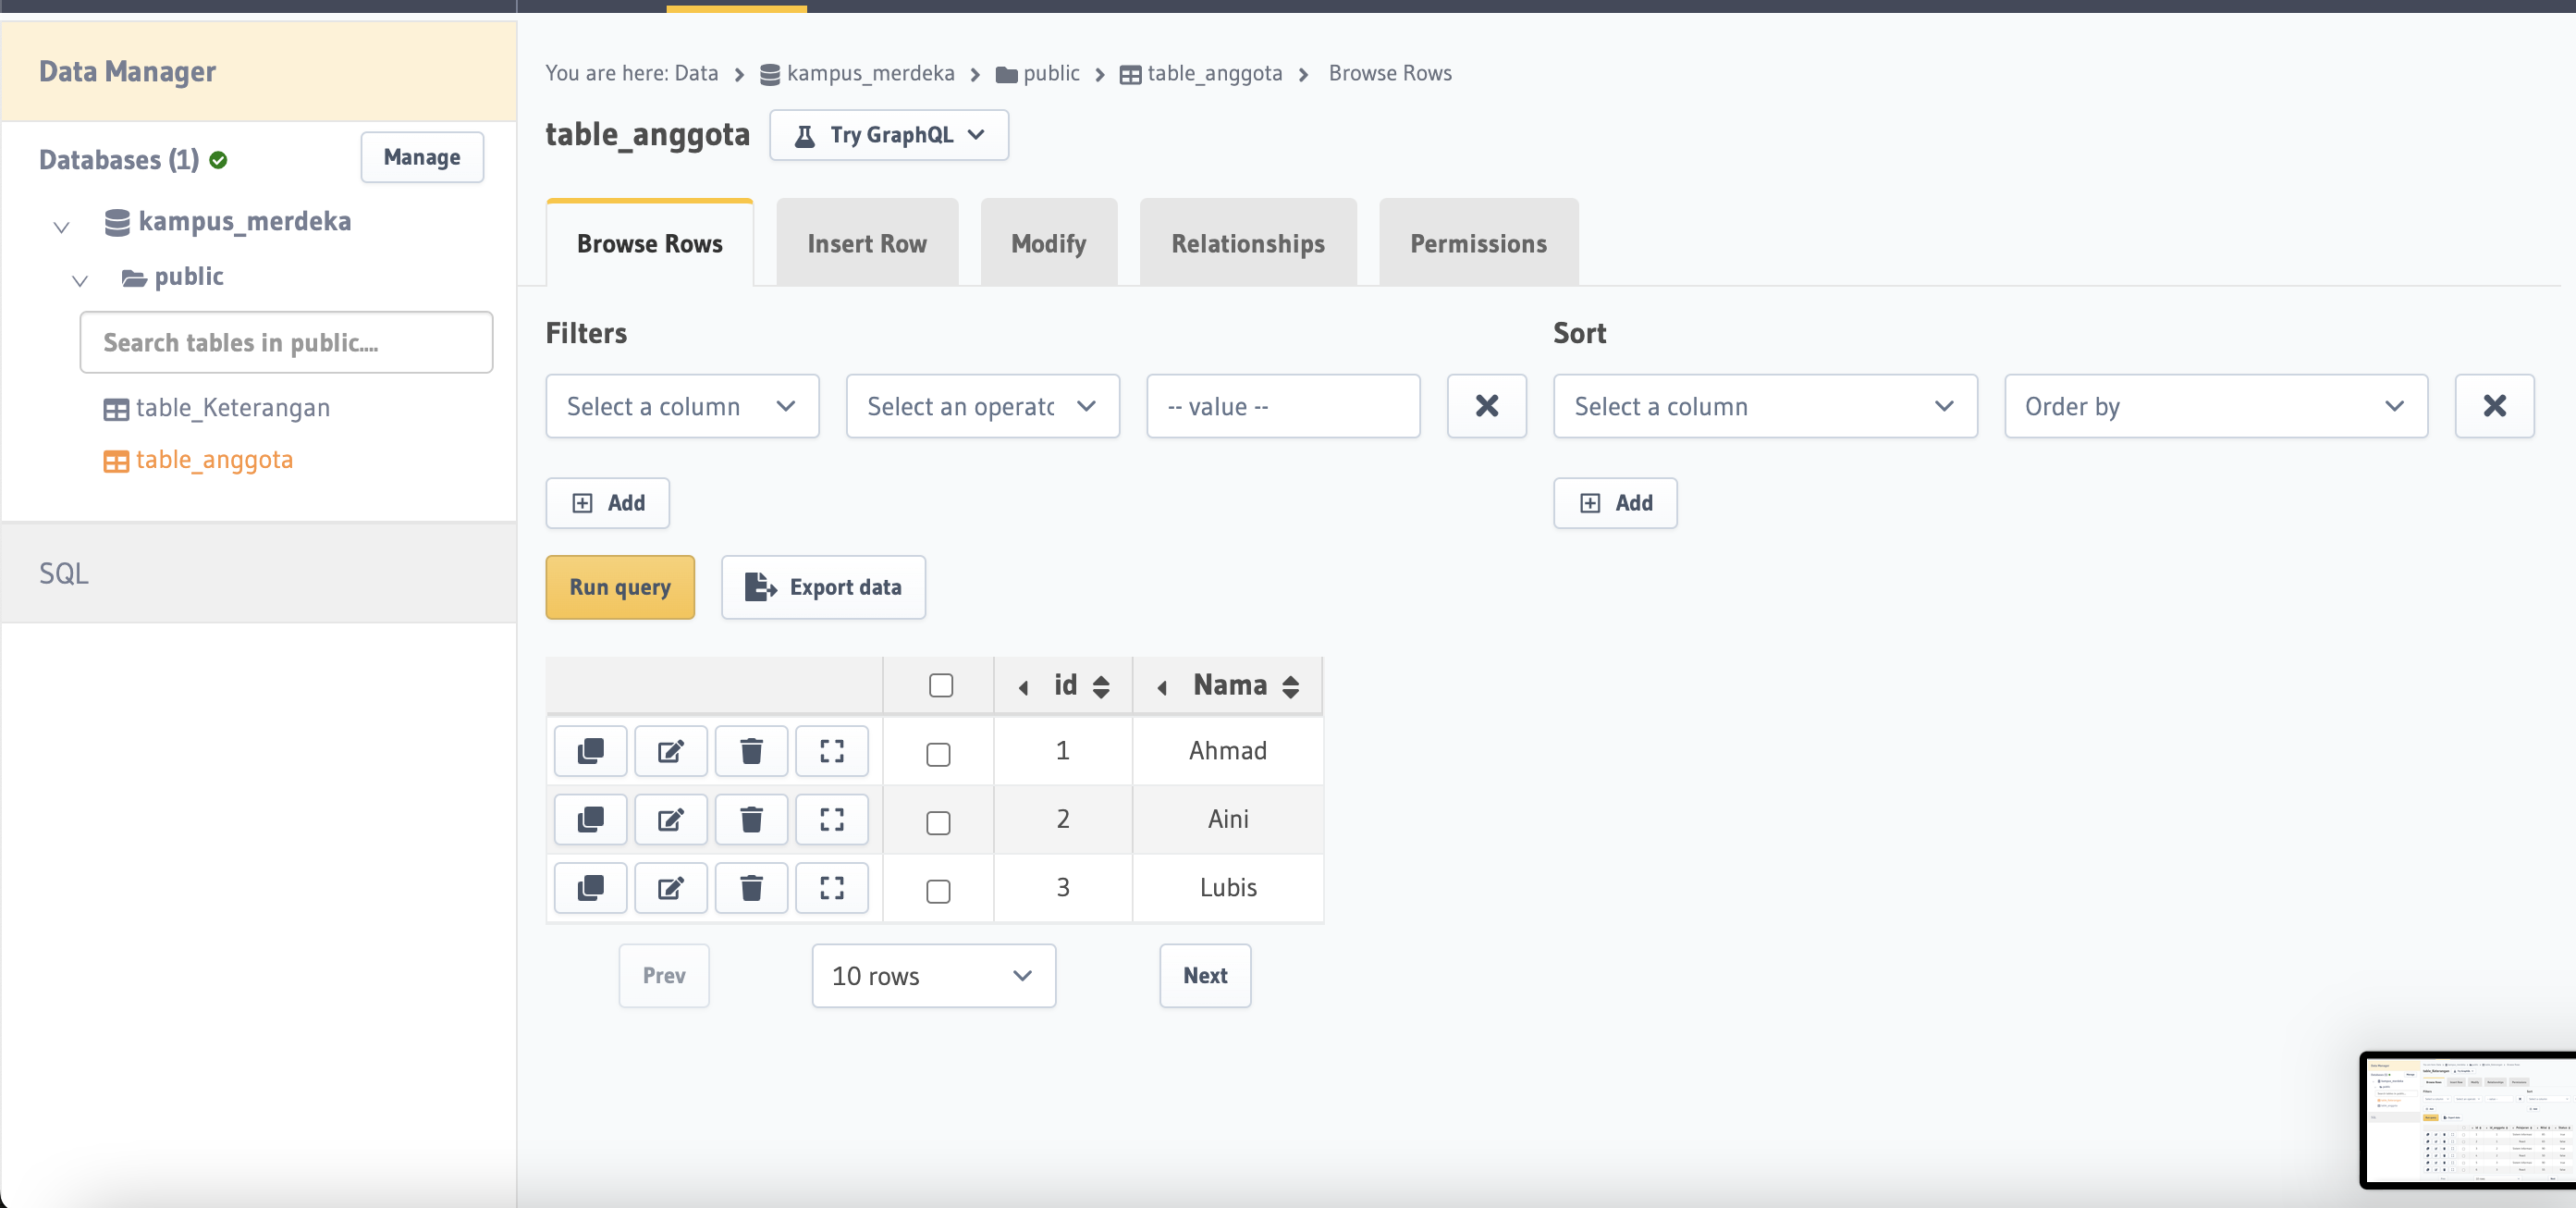 Data Manager
Databases (1)
Manage
kampus_merdeka
public
Search tables in public....
table_Keterangan
table_anggota
SQL
You are here: Data > kampus_merdeka > public > table_anggota > Browse Rows
table_anggota
Try GraphQL
Browse Rows Insert Row Modify Relationships Permissions
Filters
Select a column Select an operatc -- value --
Add
Sort
Select a column Order by
Add
Run query Export data
id Nama
1 Ahmad
2 Aini
3 Lubis
Prev 10 rows Next